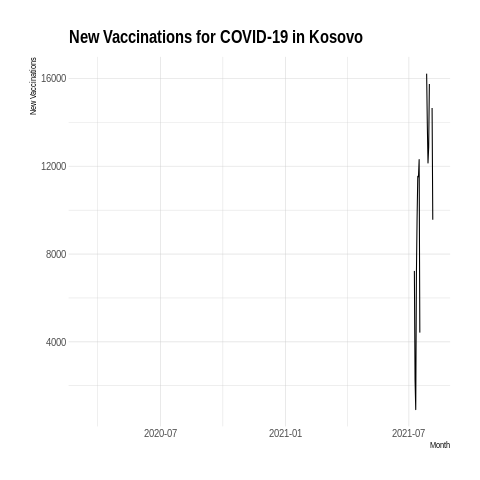 New Vaccinations for COVID-19 in Kosovo
New Vaccinations
16000
12000
8000
4000
2020-07
2021-01
2021-07
Month